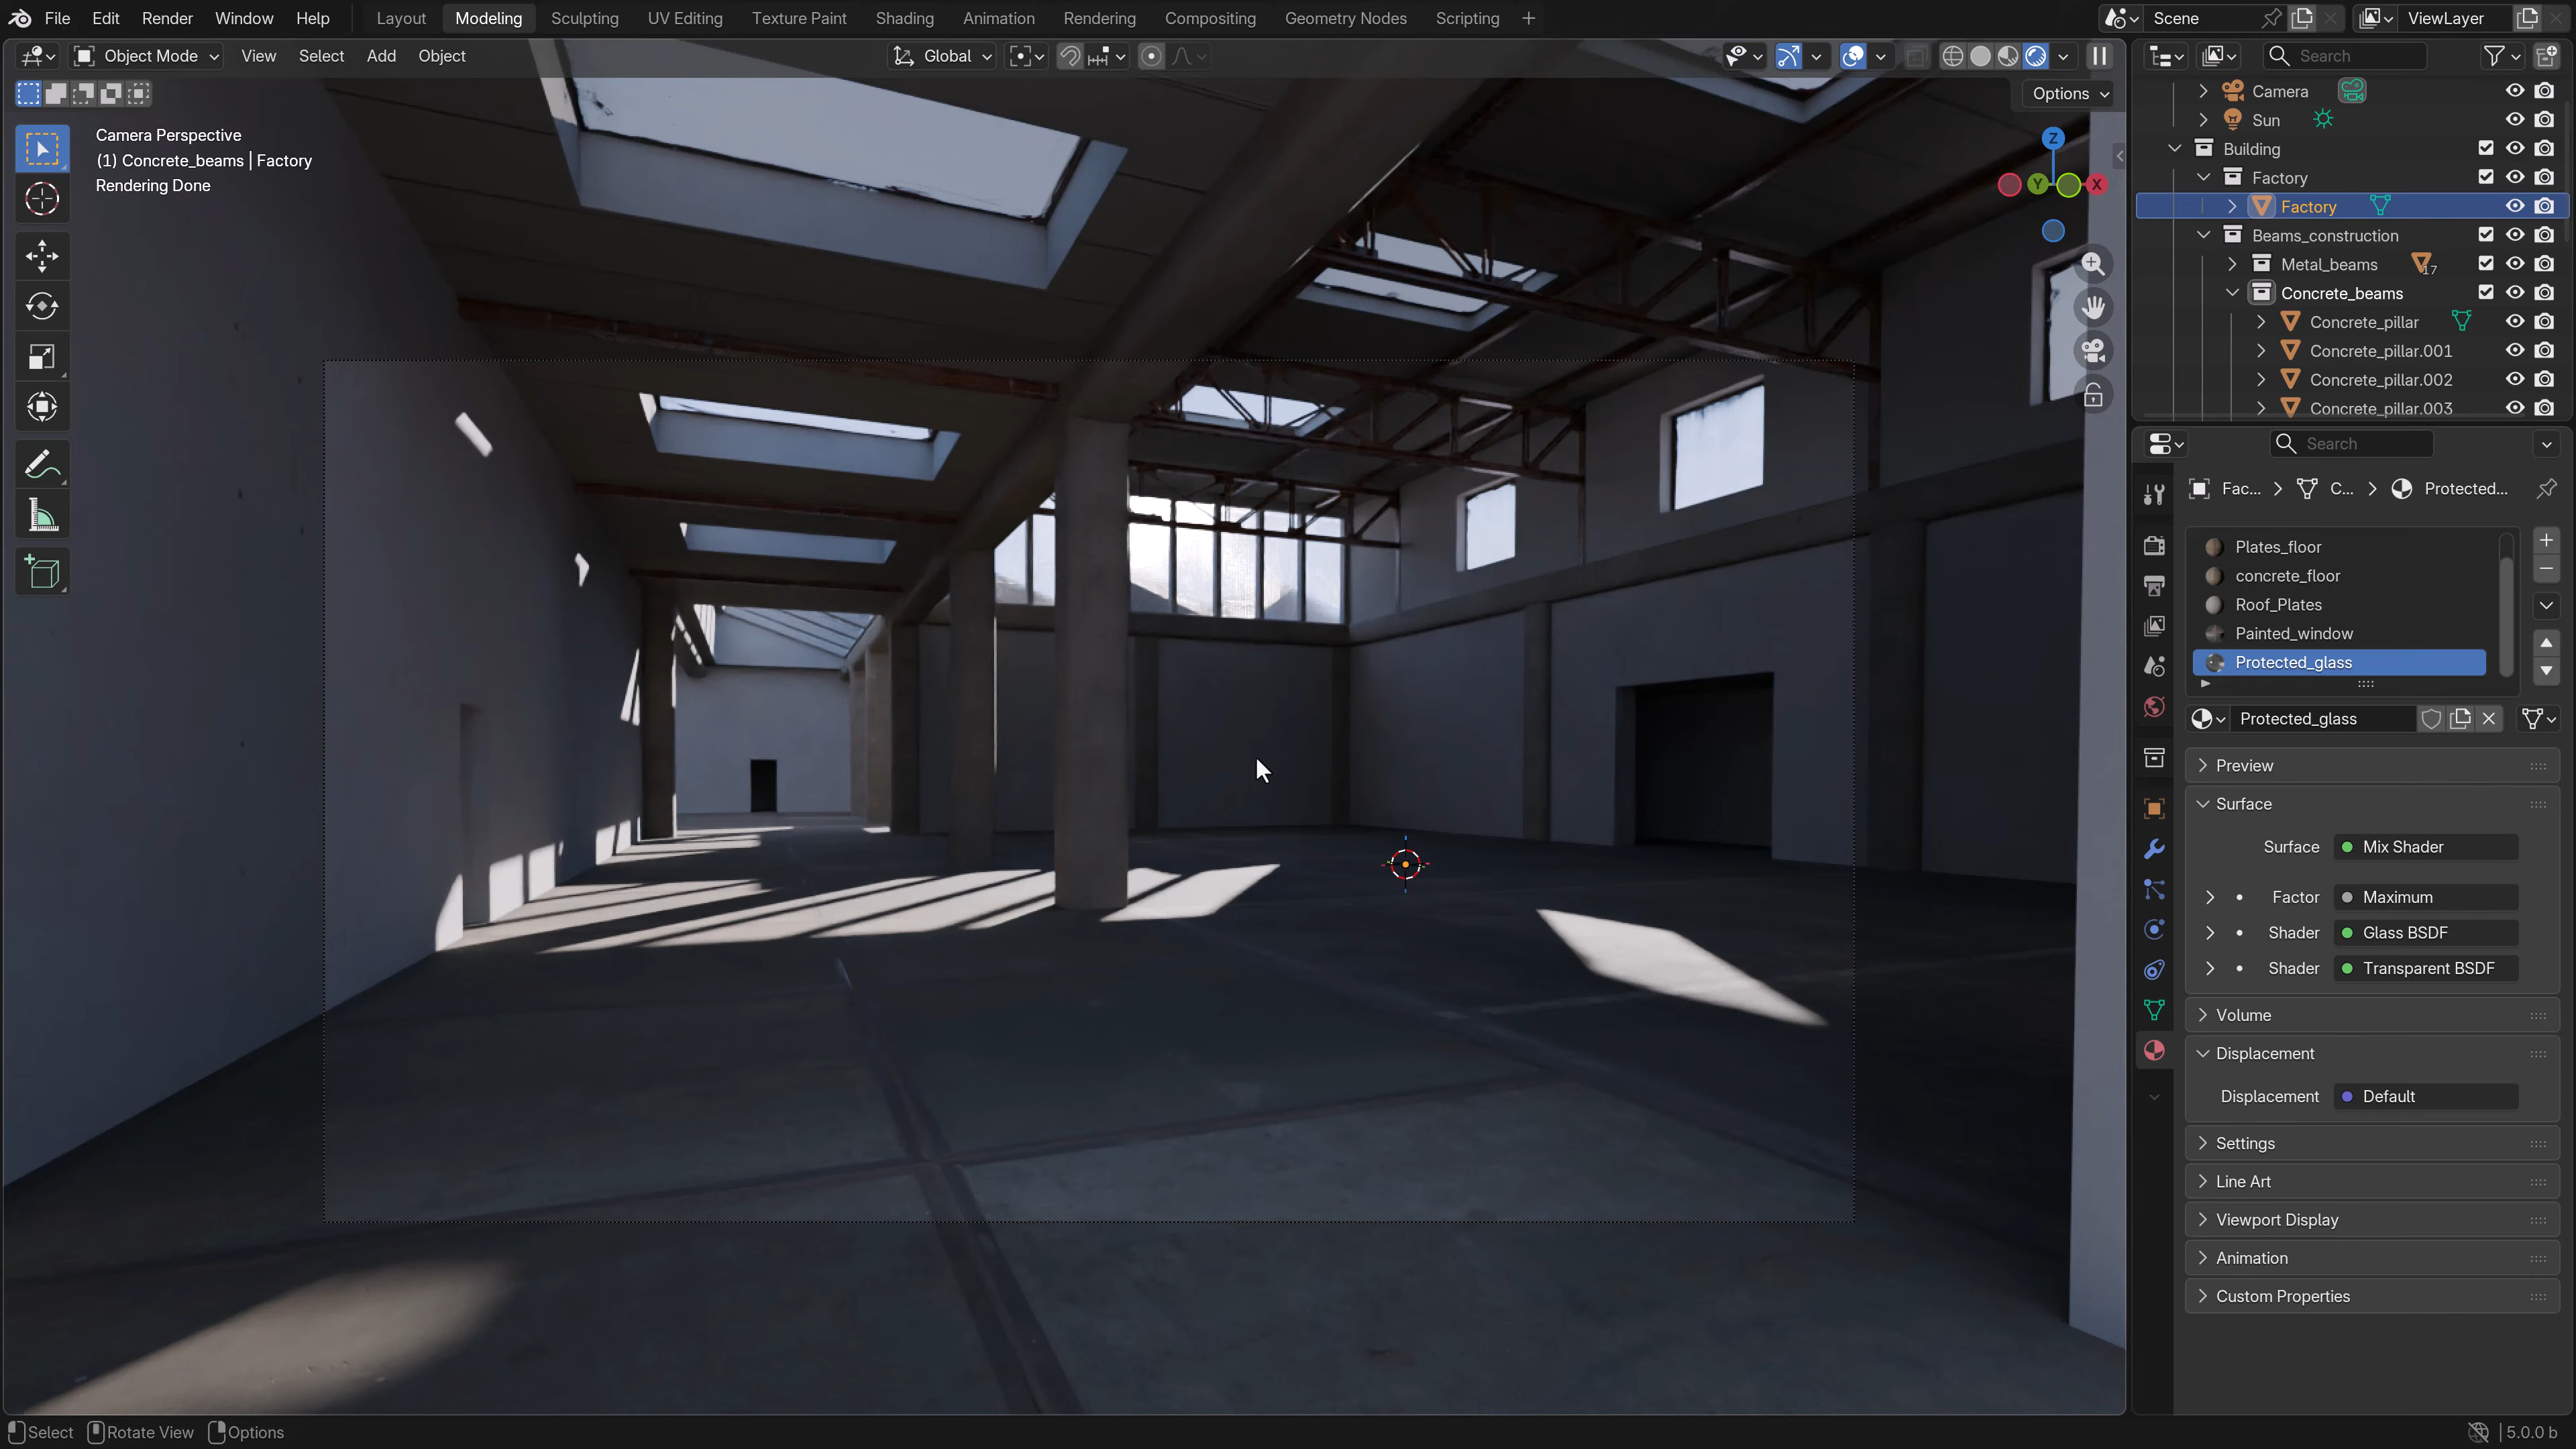 File Edit Render Window Help Layout Modeling Sculpting UV Editing Texture Paint Shading Animation Rendering Compositing Geometry Nodes Scripting Scene ViewLayer
Object Mode View Select Add Object Global Search
Options
Camera Perspective
(1) Concrete_beams | Factory
Rendering Done
Z
Y
X
Camera
Sun
Building
Factory
Factory
Beams_construction
Metal_beams 17
Concrete_beams
Concrete_pillar
Concrete_pillar.001
Concrete_pillar.002
Concrete_pillar.003
Search
Fac... C... Protected...
Plates_floor
concrete_floor
Roof_Plates
Painted_window
Protected_glass
Protected_glass
Preview
Surface
Surface Mix Shader
Factor Maximum
Shader Glass BSDF
Shader Transparent BSDF
Volume
Displacement
Displacement Default
Settings
Line Art
Viewport Display
Animation
Custom Properties
Select Rotate View Options 5.0.0 b